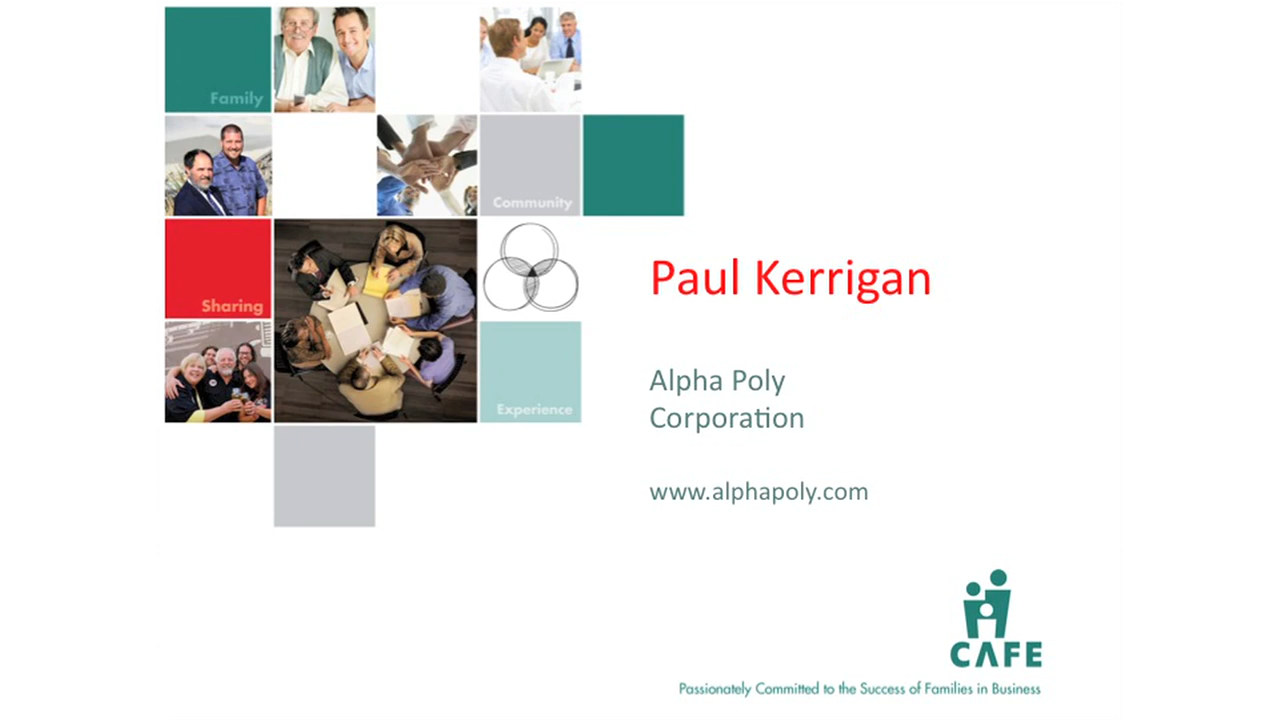 Family
Community
Sharing
Experience
Paul Kerrigan
Alpha Poly
Corporation
www.alphapoly.com
CAFE
Passionately Committed to the Success of Families in Business